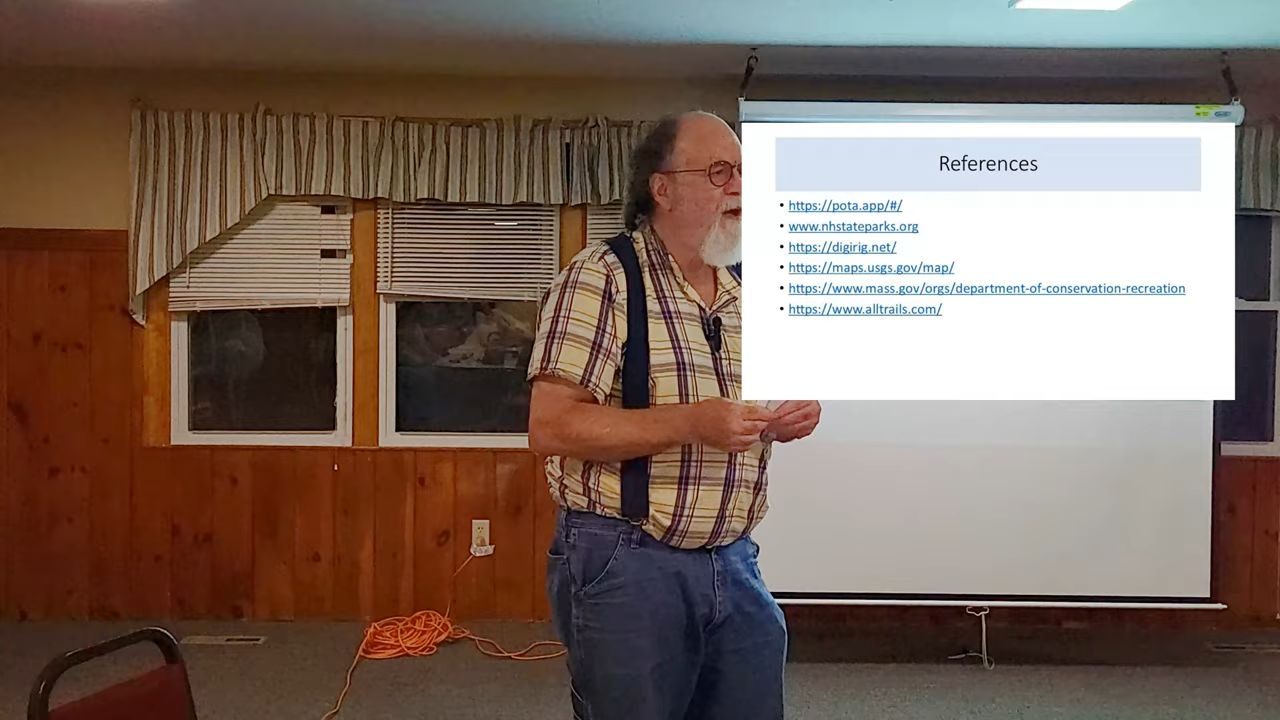 References
• https://pota.app/#/
• www.nhstateparks.org
• https://digirig.net/
• https://maps.usgs.gov/map/
• https://www.mass.gov/orgs/department-of-conservation-recreation
• https://www.alltrails.com/